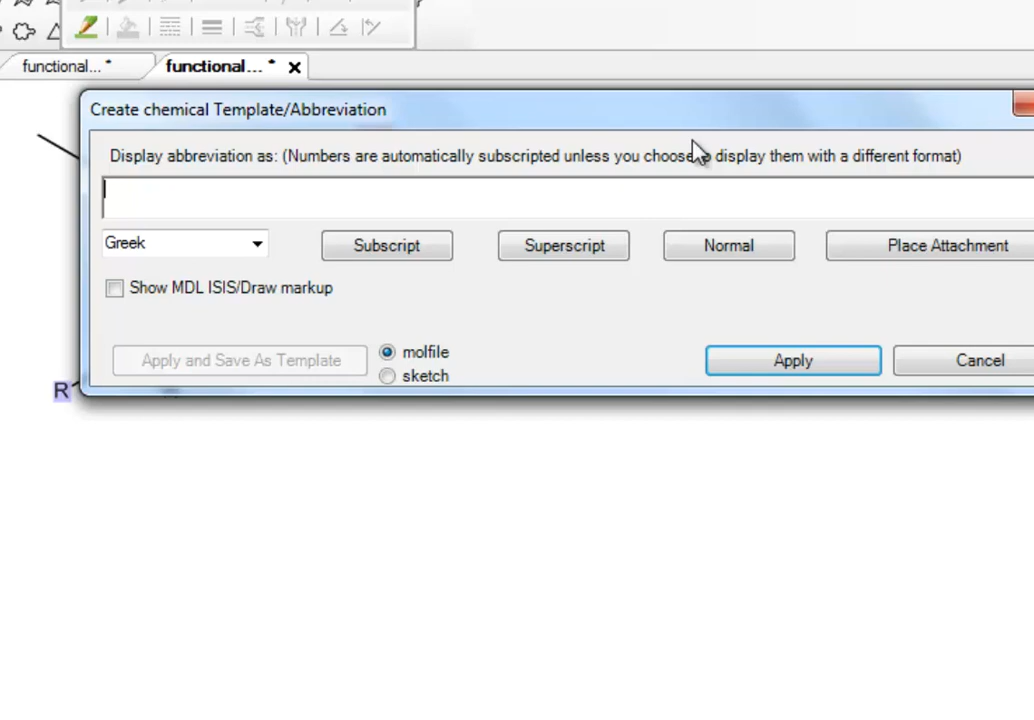 functional... *
functional... *
Create chemical Template/Abbreviation
Display abbreviation as: (Numbers are automatically subscripted unless you choose display them with a different format)
Greek
Subscript
Superscript
Normal
Place Attachment
Show MDL ISIS/Draw markup
Apply and Save As Template
molfile
sketch
Apply
Cancel
R